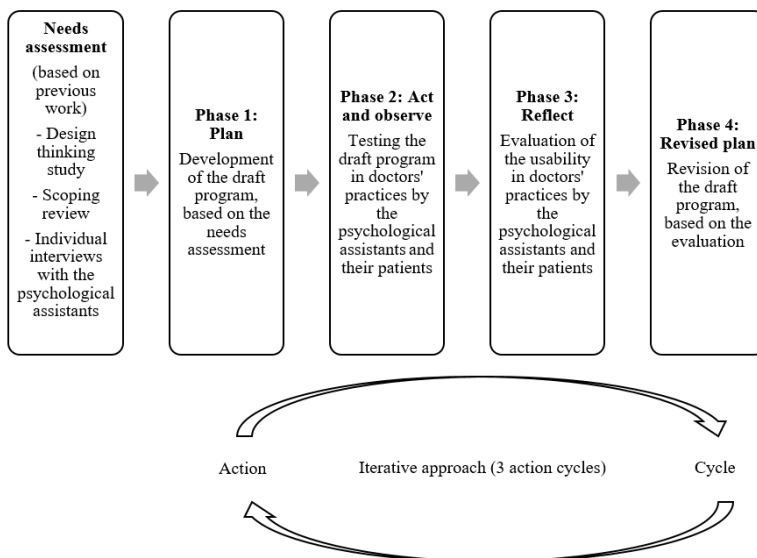 Needs
assessment
(based on
previous
work)
- Design
thinking
study
- Scoping
review
- Individual
interviews
with the
psychological
assistants
Phase 1:
Plan
Development
of the draft
program,
based on the
needs
assessment
Phase 2: Act
and observe
Testing the
draft program
in doctors'
practices by
the
psychological
assistants and
their patients
Phase 3:
Reflect
Evaluation of
the usability
in doctors'
practices by
the
psychological
assistants and
their patients
Phase 4:
Revised plan
Revision of
the draft
program,
based on the
evaluation
Action
Iterative approach (3 action cycles)
Cycle